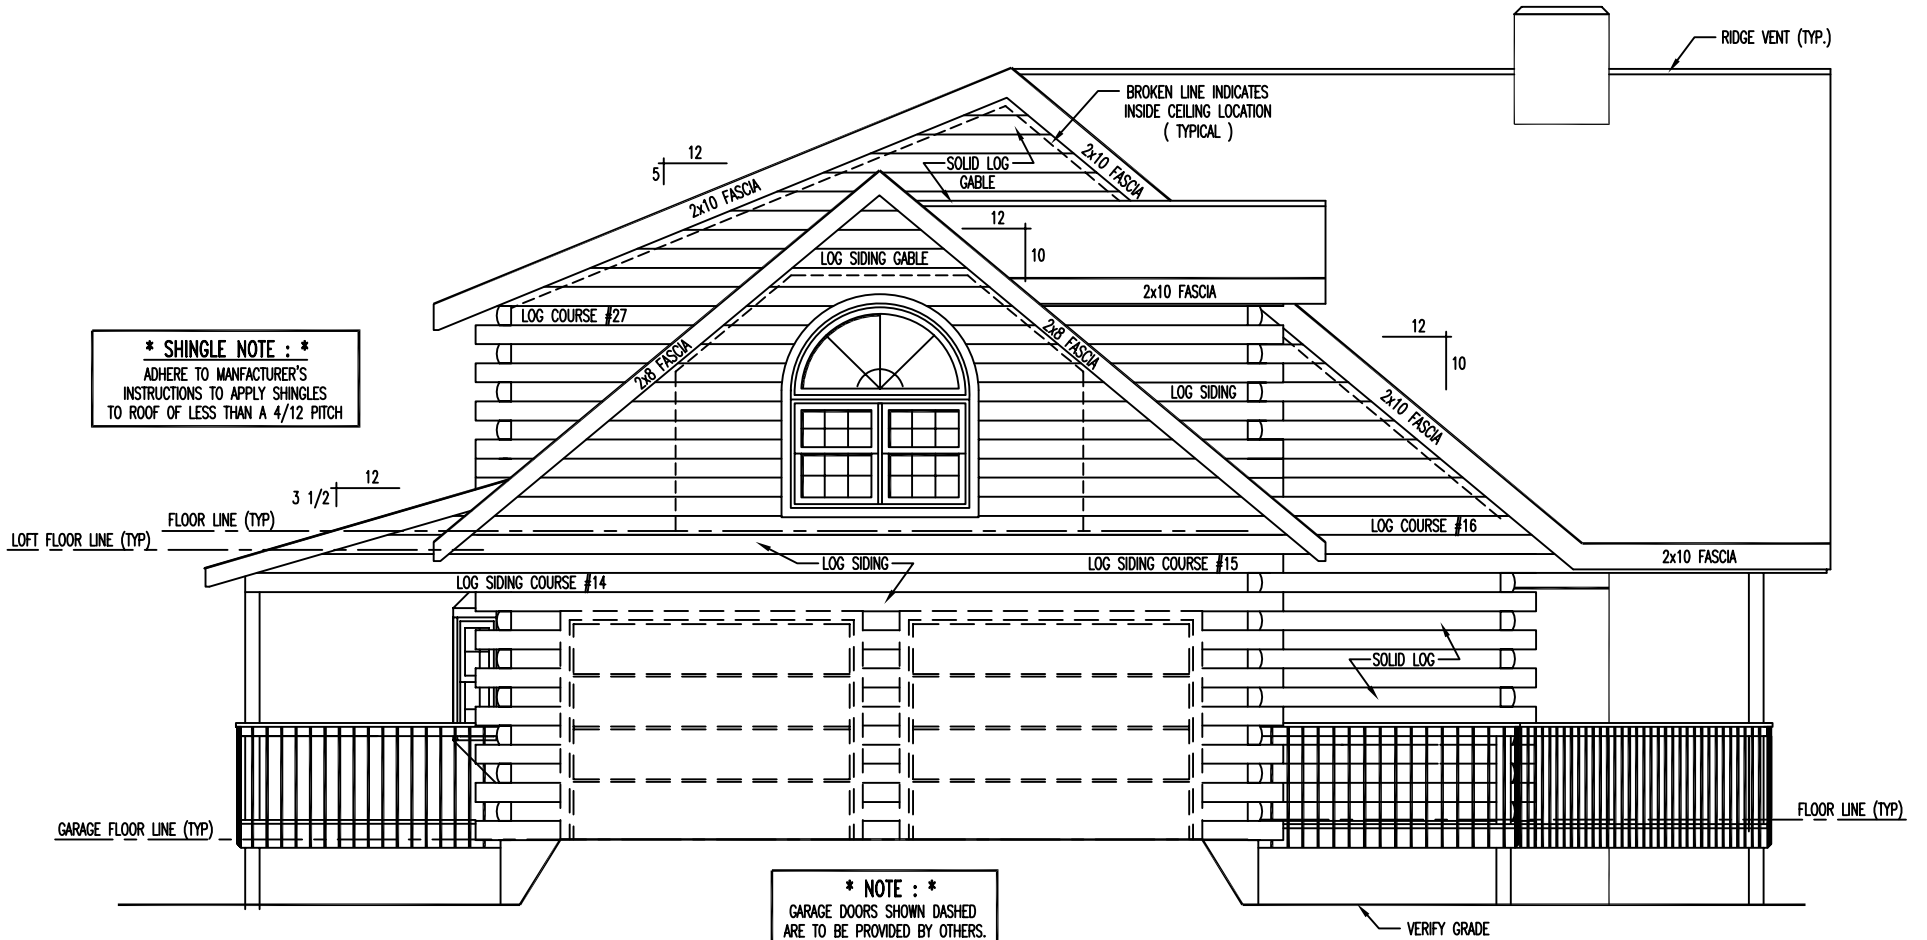 RIDGE VENT (TYP.)
BROKEN LINE INDICATES
INSIDE CEILING LOCATION
( TYPICAL )
12
5
2x10 FASCIA
SOLID LOG
GABLE
2x10 FASCIA
12
10
LOG SIDING GABLE
2x10 FASCIA
LOG COURSE #27
12
10
* SHINGLE NOTE : *
ADHERE TO MANFACTURER'S
INSTRUCTIONS TO APPLY SHINGLES
TO ROOF OF LESS THAN A 4/12 PITCH
2x8 FASCIA
2x8 FASCIA
LOG SIDING
2x10 FASCIA
12
3 1/2
FLOOR LINE (TYP)
LOFT FLOOR LINE (TYP)
LOG COURSE #16
2x10 FASCIA
LOG SIDING
LOG SIDING COURSE #15
LOG SIDING COURSE #14
SOLID LOG
GARAGE FLOOR LINE (TYP)
FLOOR LINE (TYP)
* NOTE : *
GARAGE DOORS SHOWN DASHED
ARE TO BE PROVIDED BY OTHERS.
VERIFY GRADE